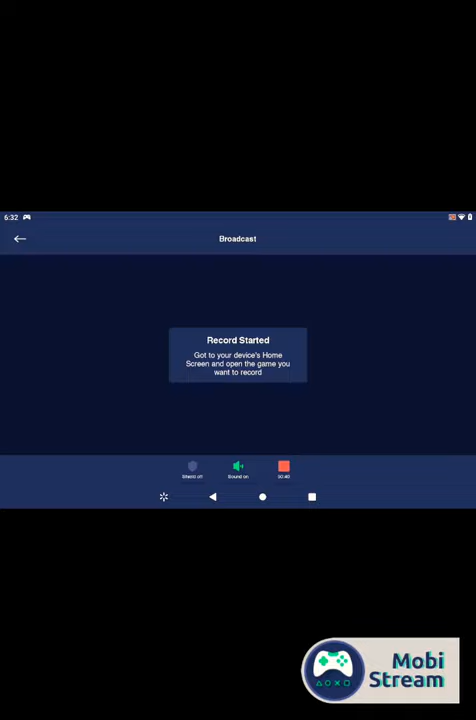 6:32
Broadcast
Record Started
Got to your device's Home
Screen and open the game you
want to record
Shield off
Sound on
00:40
Mobi
Stream